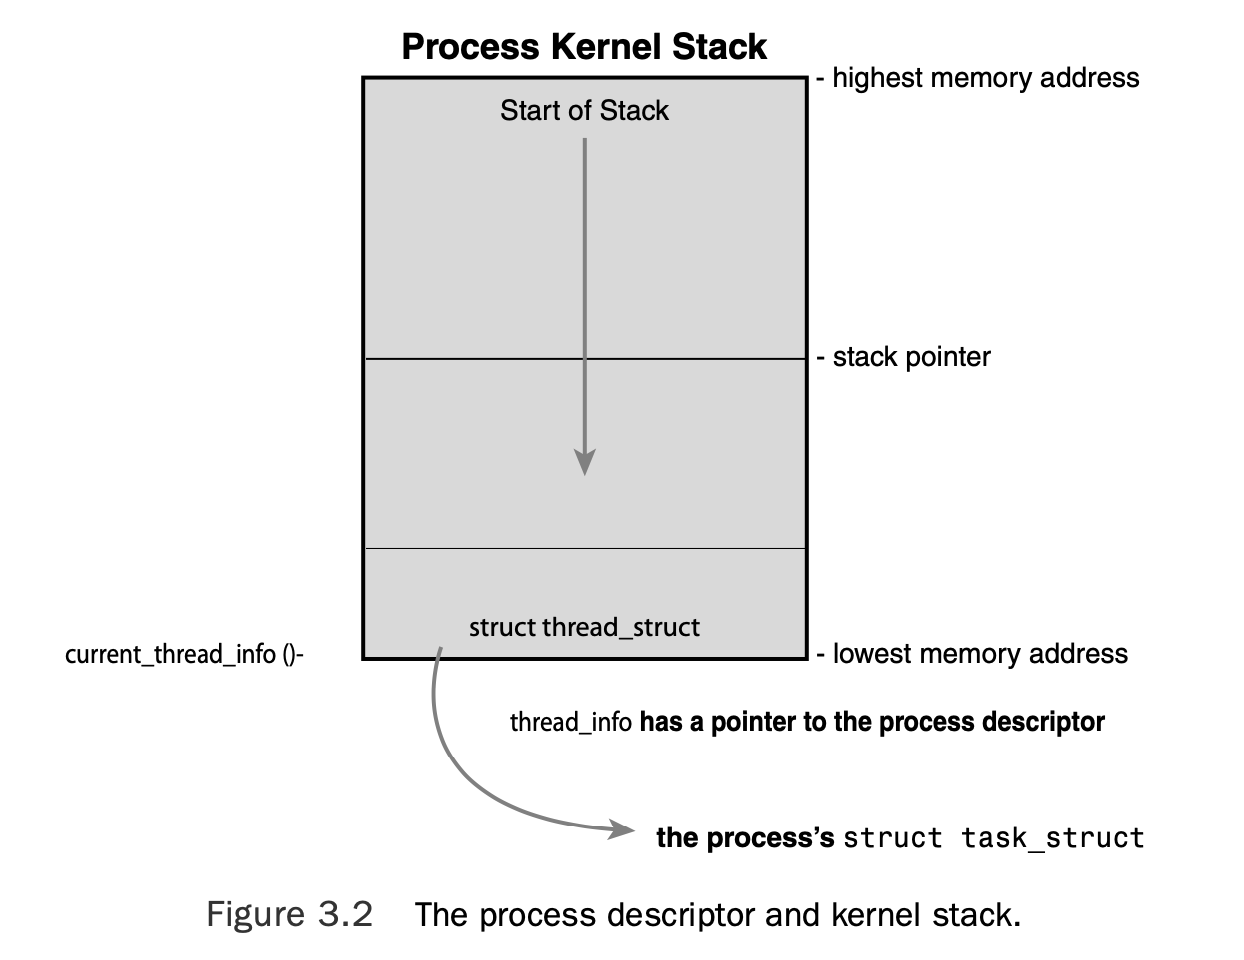 Process Kernel Stack
- highest memory address
Start of Stack
- stack pointer
struct thread_struct
current_thread_info ()-
- lowest memory address
thread_info has a pointer to the process descriptor
the process’s struct task_struct
Figure 3.2 The process descriptor and kernel stack.